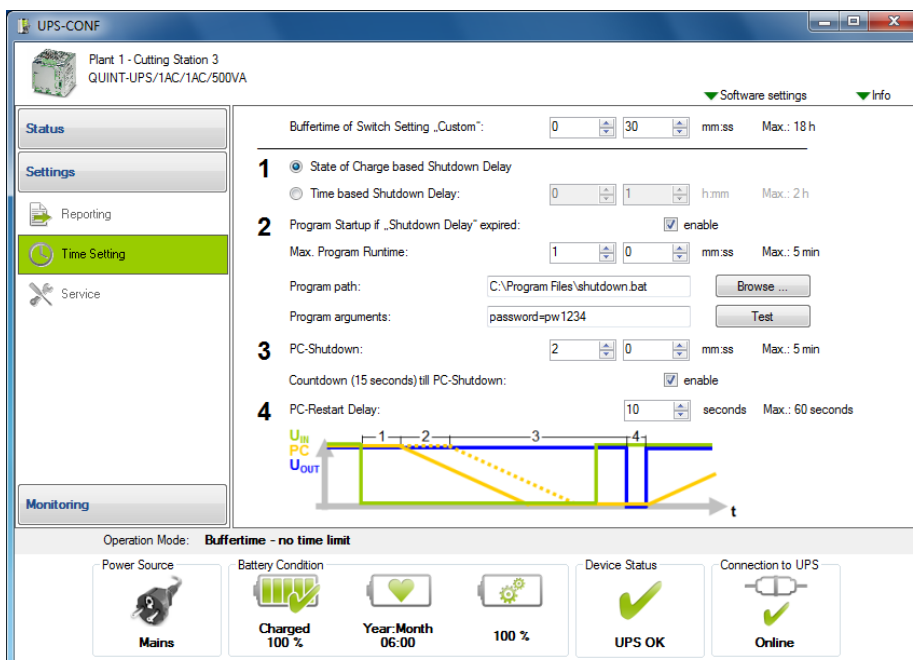 UPS-CONF
Plant 1 - Cutting Station 3
QUINT-UPS/1AC/1AC/500VA
Software settings Info
Status
Settings
Reporting
Time Setting
Service
Monitoring
Buffertime of Switch Setting „Custom": 0 30 mm:ss Max.: 18 h
1 State of Charge based Shutdown Delay
Time based Shutdown Delay: 0 1 h:mm Max.: 2 h
2 Program Startup if „Shutdown Delay" expired: enable
Max. Program Runtime: 1 0 mm:ss Max.: 5 min
Program path: C:\Program Files\shutdown.bat Browse ...
Program arguments: password=pw1234 Test
3 PC-Shutdown: 2 0 mm:ss Max.: 5 min
Countdown (15 seconds) till PC-Shutdown: enable
4 PC-Restart Delay: 10 seconds Max.: 60 seconds
UIN 1 2 3 4
PC
UOUT
t
Operation Mode: Buffertime - no time limit
Power Source Battery Condition Device Status Connection to UPS
Charged Year:Month
Mains 100 % 06:00 100 % UPS OK Online